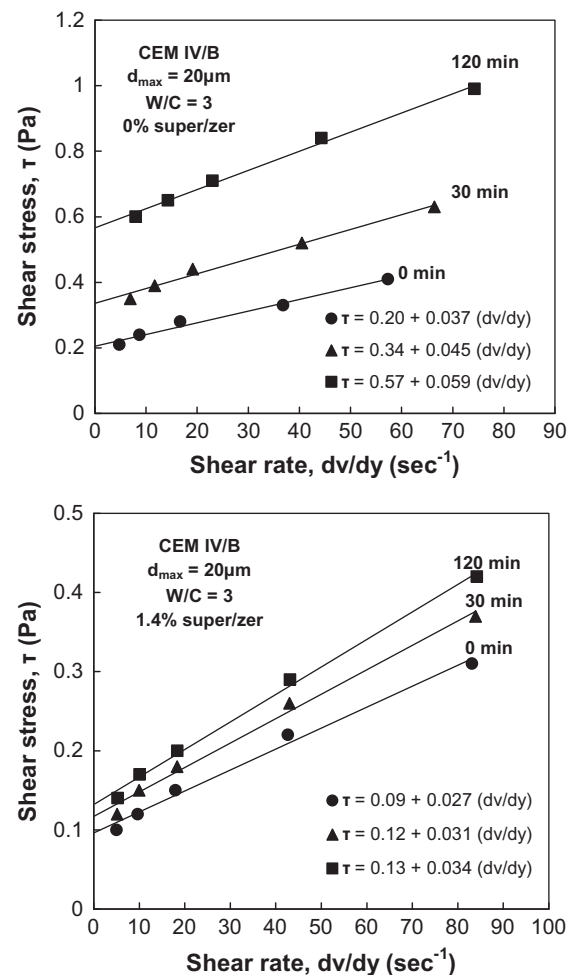 1.2
1
0.8
0.6
0.4
0.2
0
Shear stress, τ (Pa)
CEM IV/B
dmax = 20μm
W/C = 3
0% super/zer
120 min
30 min
0 min
τ = 0.20 + 0.037 (dv/dy)
τ = 0.34 + 0.045 (dv/dy)
τ = 0.57 + 0.059 (dv/dy)
0 10 20 30 40 50 60 70 80 90
Shear rate, dv/dy (sec⁻¹)
0.5
0.4
0.3
0.2
0.1
0
Shear stress, τ (Pa)
CEM IV/B
dmax = 20μm
W/C = 3
1.4% super/zer
120 min
30 min
0 min
τ = 0.09 + 0.027 (dv/dy)
τ = 0.12 + 0.031 (dv/dy)
τ = 0.13 + 0.034 (dv/dy)
0 10 20 30 40 50 60 70 80 90 100
Shear rate, dv/dy (sec⁻¹)